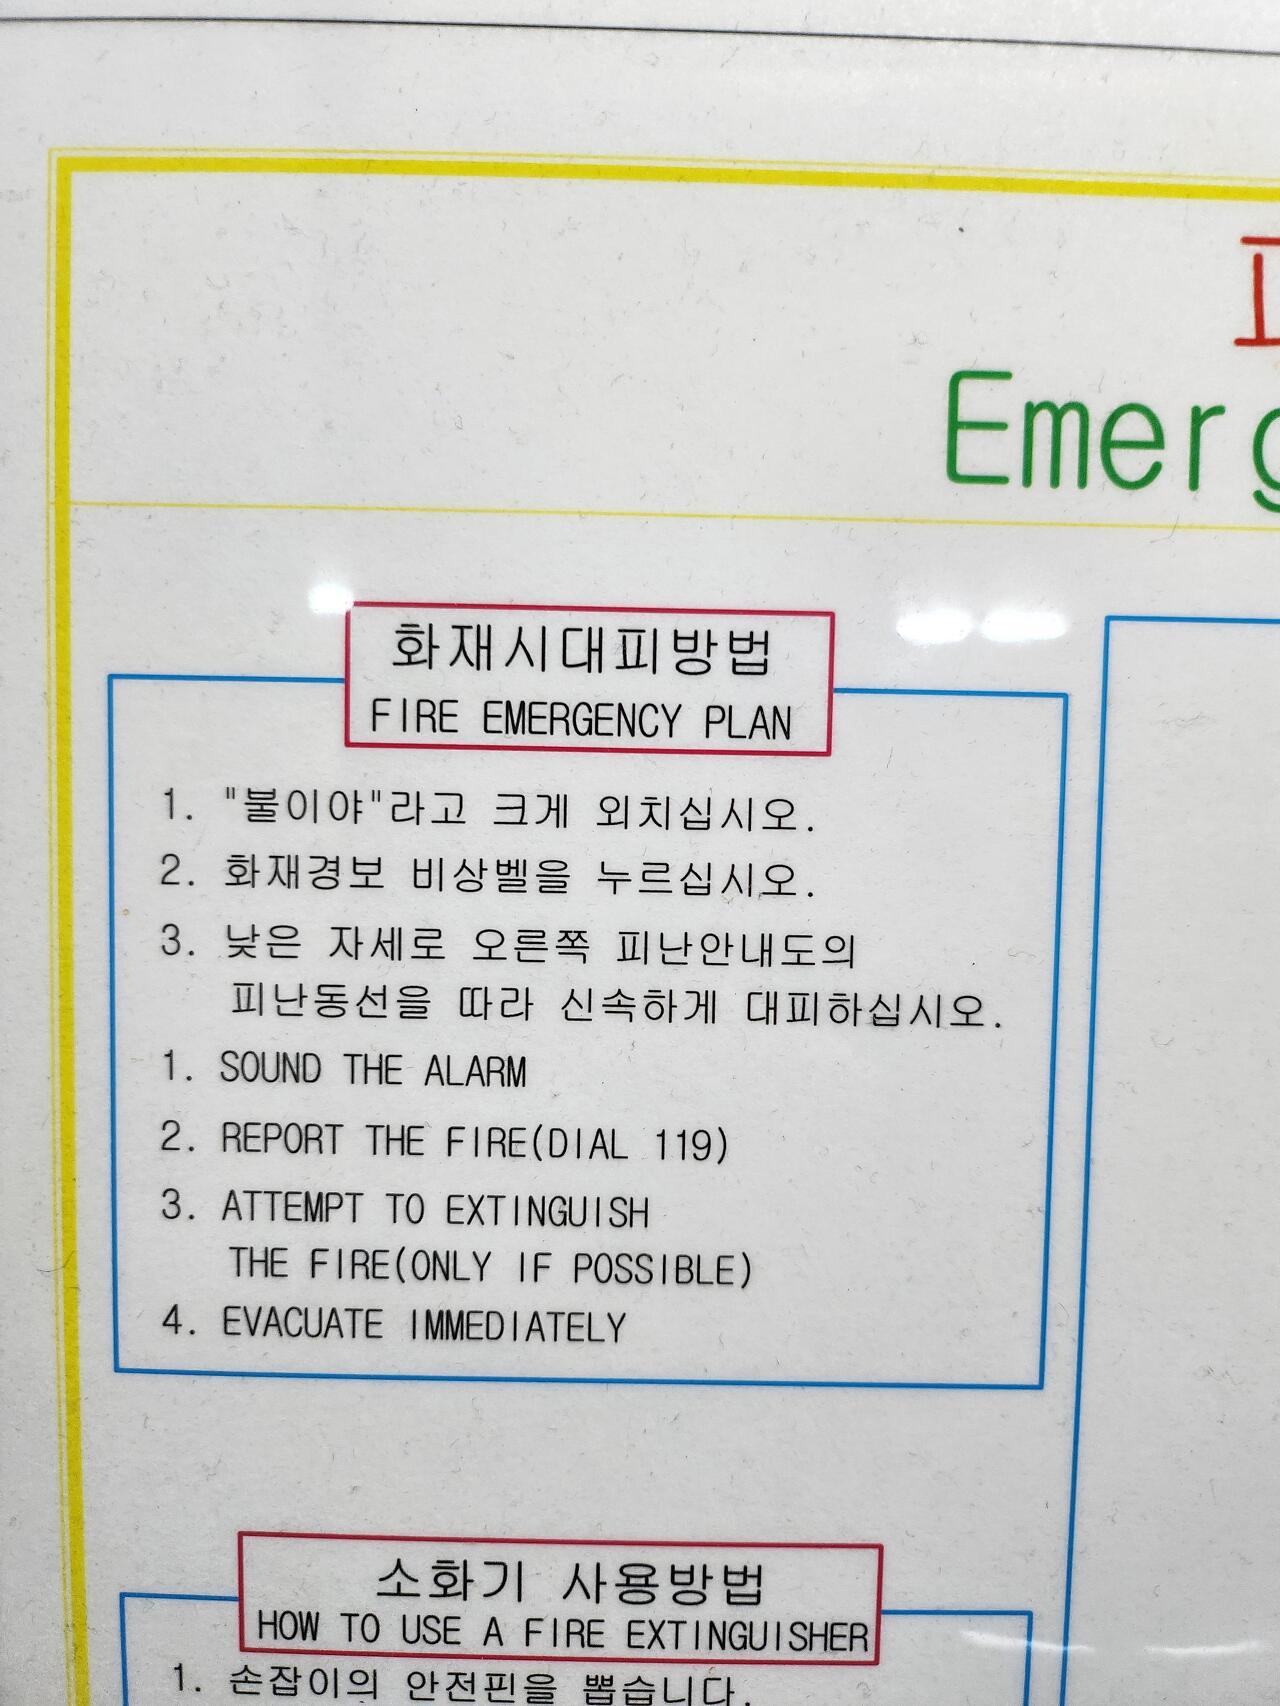 Emerg
화재시대피방법
FIRE EMERGENCY PLAN
1. "불이야"라고 크게 외치십시오.
2. 화재경보 비상벨을 누르십시오.
3. 낮은 자세로 오른쪽 피난안내도의
피난동선을 따라 신속하게 대피하십시오.
1. SOUND THE ALARM
2. REPORT THE FIRE(DIAL 119)
3. ATTEMPT TO EXTINGUISH
THE FIRE(ONLY IF POSSIBLE)
4. EVACUATE IMMEDIATELY
소화기 사용방법
HOW TO USE A FIRE EXTINGUISHER
1. 손잡이의 안전핀을 뽑습니다.